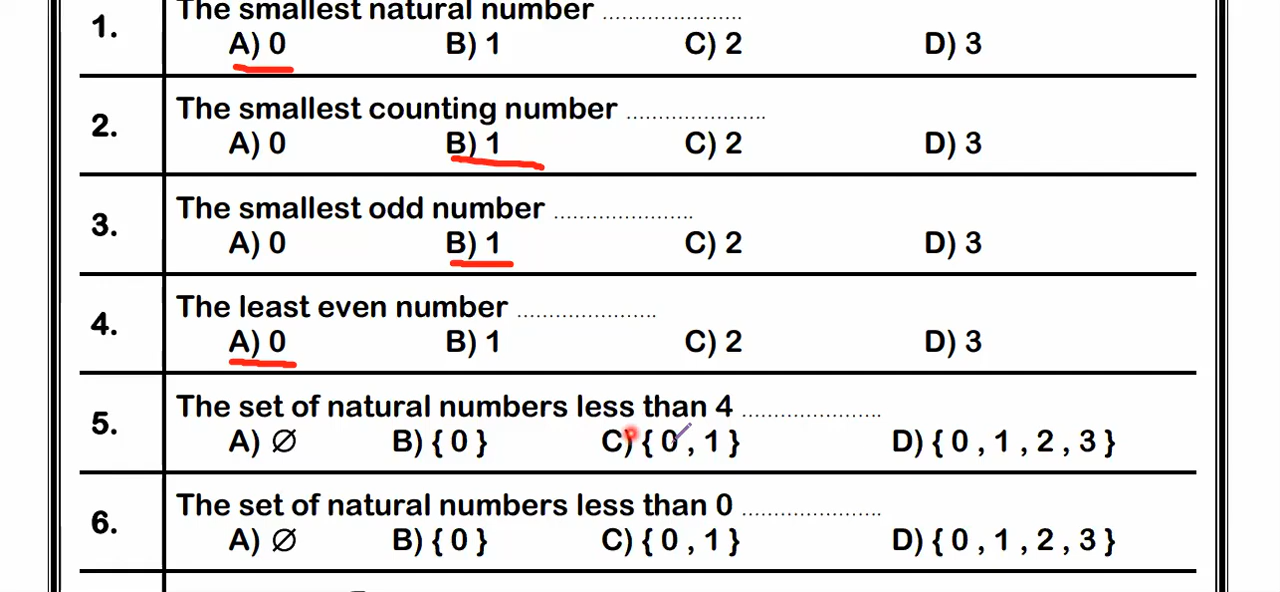 1. The smallest natural number .....................
A) 0 B) 1 C) 2 D) 3
2. The smallest counting number .....................
A) 0 B) 1 C) 2 D) 3
3. The smallest odd number .....................
A) 0 B) 1 C) 2 D) 3
4. The least even number .....................
A) 0 B) 1 C) 2 D) 3
5. The set of natural numbers less than 4 .....................
A) ∅ B) { 0 } C) { 0 , 1 } D) { 0 , 1 , 2 , 3 }
6. The set of natural numbers less than 0 .....................
A) ∅ B) { 0 } C) { 0 , 1 } D) { 0 , 1 , 2 , 3 }